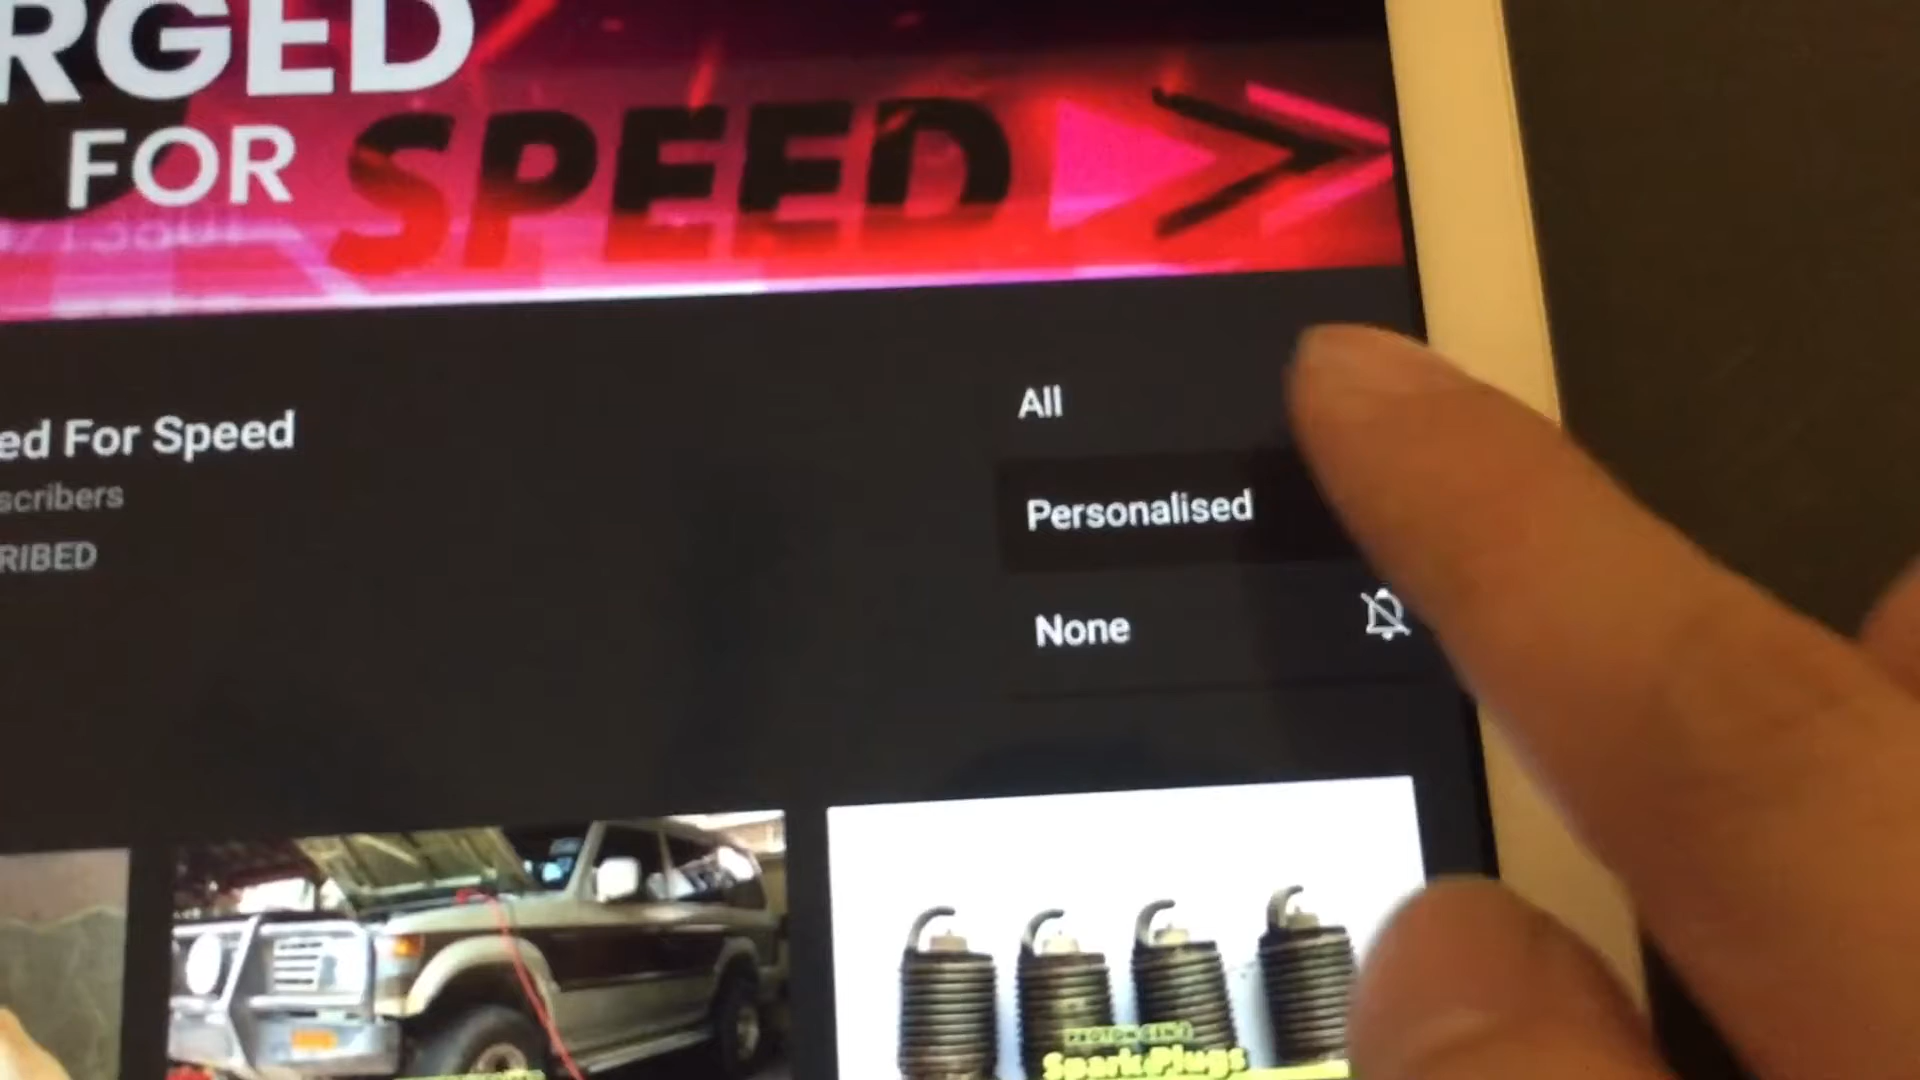 RGED
FOR SPEED
All
ed For Speed
scribers
Personalised
RIBED
None
Spark Plugs